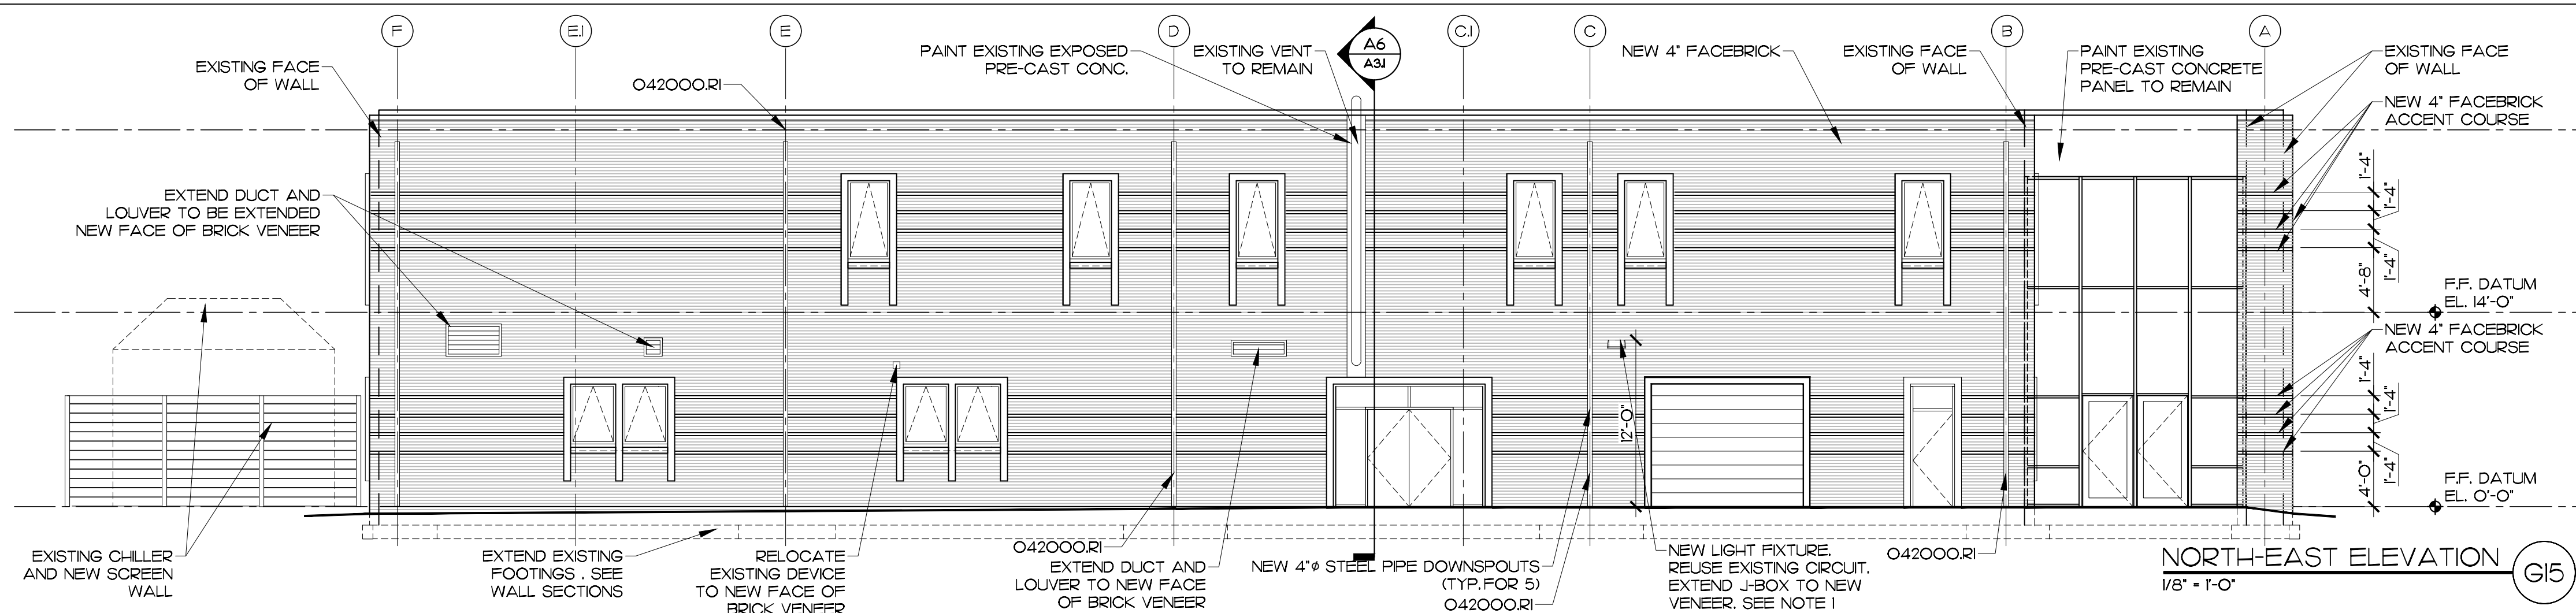 F
E.1
E
D
A6
A3.1
C.1
C
B
A
EXISTING FACE
OF WALL
042000.R1
PAINT EXISTING EXPOSED
PRE-CAST CONC.
EXISTING VENT
TO REMAIN
NEW 4" FACEBRICK
EXISTING FACE
OF WALL
PAINT EXISTING
PRE-CAST CONCRETE
PANEL TO REMAIN
EXISTING FACE
OF WALL
NEW 4" FACEBRICK
ACCENT COURSE
EXTEND DUCT AND
LOUVER TO BE EXTENDED
NEW FACE OF BRICK VENEER
1'-4"
1'-4"
1'-4"
4'-8"
F.F. DATUM
EL. 14'-0"
NEW 4" FACEBRICK
ACCENT COURSE
1'-4"
1'-4"
1'-4"
4'-0"
12'-0"
F.F. DATUM
EL. 0'-0"
EXISTING CHILLER
AND NEW SCREEN
WALL
EXTEND EXISTING
FOOTINGS . SEE
WALL SECTIONS
RELOCATE
EXISTING DEVICE
TO NEW FACE OF
BRICK VENEER
042000.R1
EXTEND DUCT AND
LOUVER TO NEW FACE
OF BRICK VENEER
NEW 4"ø STEEL PIPE DOWNSPOUTS
(TYP.FOR 5)
042000.R1
NEW LIGHT FIXTURE.
REUSE EXISTING CIRCUIT.
EXTEND J-BOX TO NEW
VENEER. SEE NOTE 1
042000.R1
NORTH-EAST ELEVATION
1/8" = 1'-0"
G15